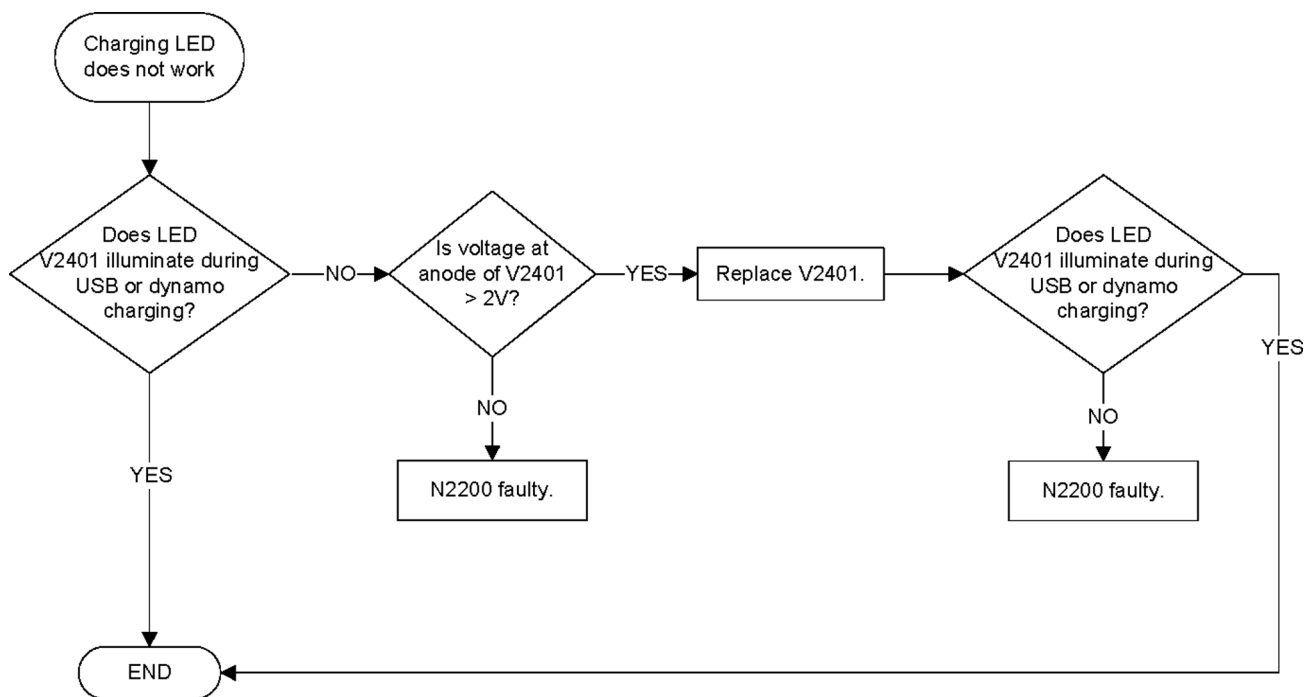 Charging LED
does not work
Does LED
V2401 illuminate during
USB or dynamo
charging?
NO
Is voltage at
anode of V2401
> 2V?
YES
Replace V2401.
Does LED
V2401 illuminate during
USB or dynamo
charging?
YES
NO
NO
YES
N2200 faulty.
N2200 faulty.
END